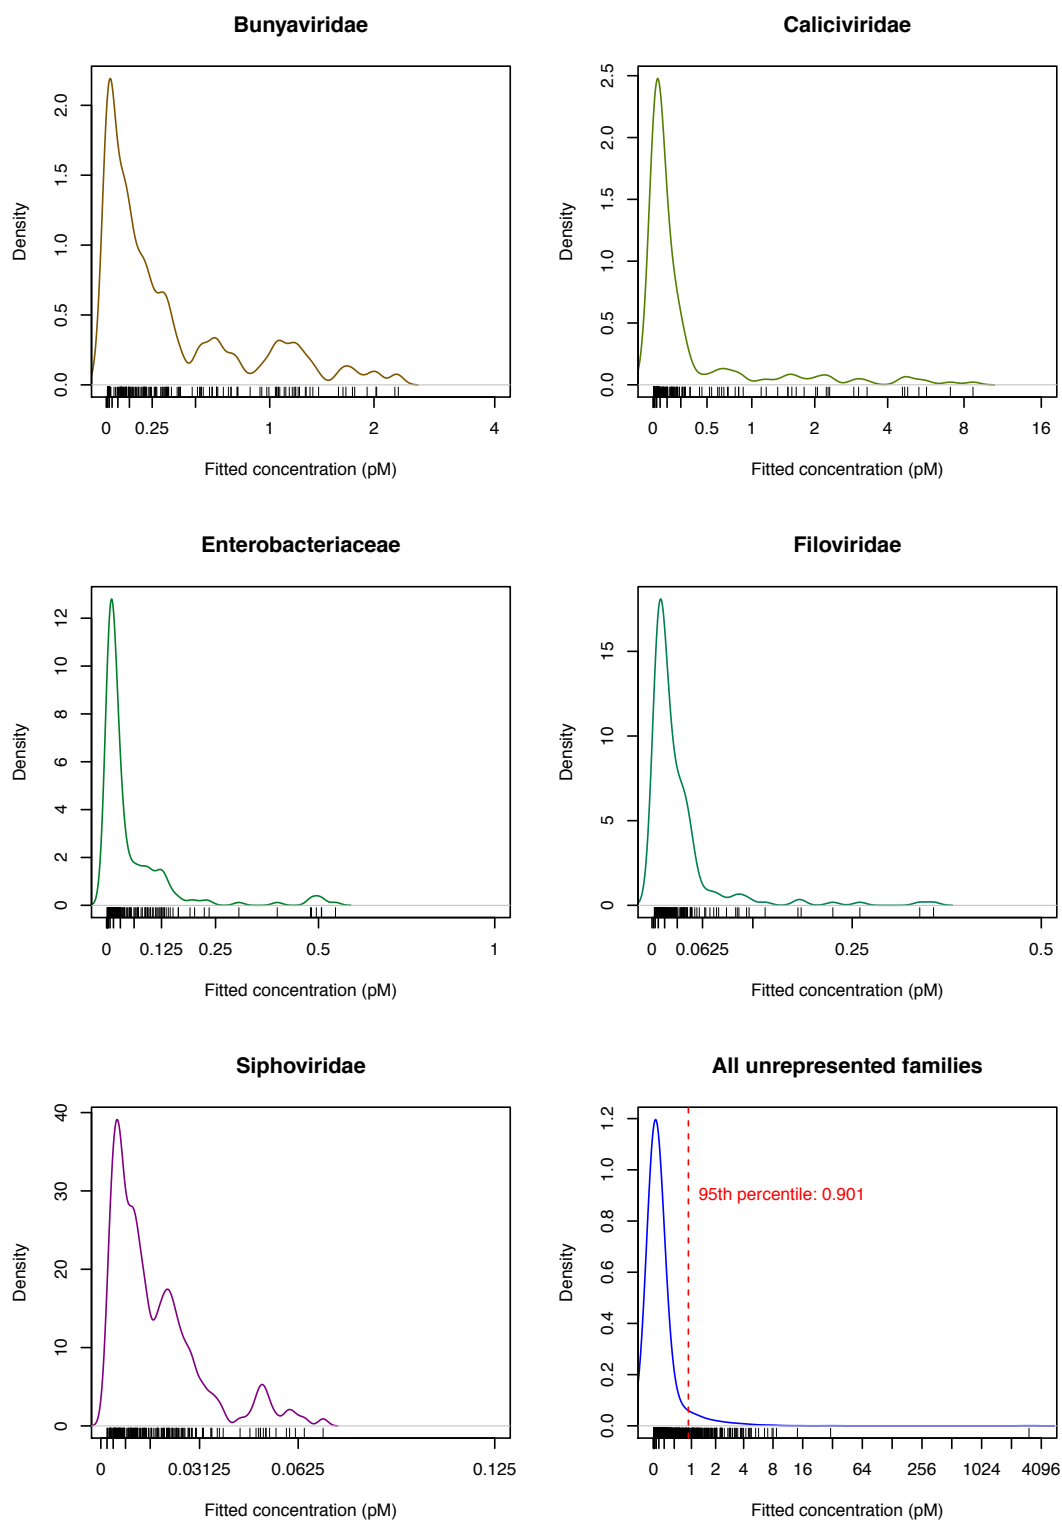 Bunyaviridae
Density
0.0 0.5 1.0 1.5 2.0
0 0.25 1 2 4
Fitted concentration (pM)
Caliciviridae
Density
0.0 0.5 1.0 1.5 2.0 2.5
0 0.5 1 2 4 8 16
Fitted concentration (pM)
Enterobacteriaceae
Density
0 2 4 6 8 10 12
0 0.125 0.25 0.5 1
Fitted concentration (pM)
Filoviridae
Density
0 5 10 15
0 0.0625 0.25 0.5
Fitted concentration (pM)
Siphoviridae
Density
0 10 20 30 40
0 0.03125 0.0625 0.125
Fitted concentration (pM)
All unrepresented families
Density
0.0 0.2 0.4 0.6 0.8 1.0 1.2
95th percentile: 0.901
0 1 2 4 8 16 64 256 1024 4096
Fitted concentration (pM)